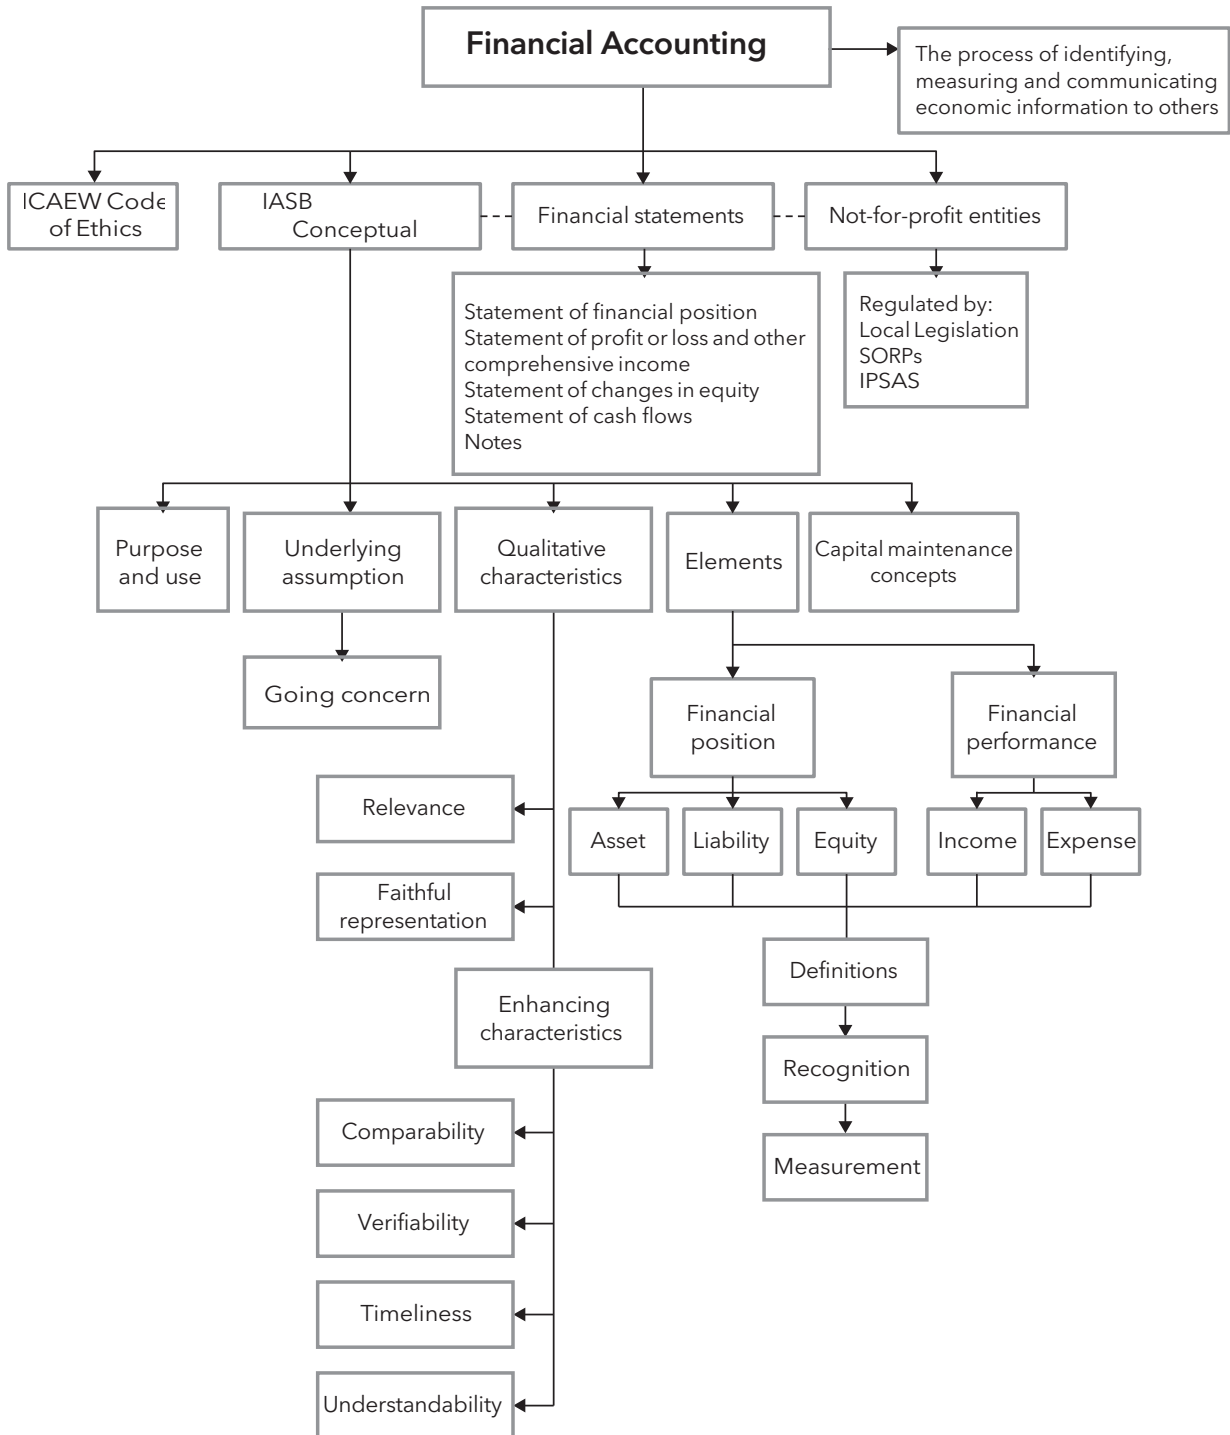 Financial Accounting
The process of identifying,
measuring and communicating
economic information to others
ICAEW Code
of Ethics
IASB
Conceptual
Financial statements
Not-for-profit entities
Statement of financial position
Statement of profit or loss and other
comprehensive income
Statement of changes in equity
Statement of cash flows
Notes
Regulated by:
Local Legislation
SORPs
IPSAS
Purpose
and use
Underlying
assumption
Qualitative
characteristics
Elements
Capital maintenance
concepts
Going concern
Financial
position
Financial
performance
Relevance
Asset
Liability
Equity
Income
Expense
Faithful
representation
Definitions
Enhancing
characteristics
Recognition
Comparability
Measurement
Verifiability
Timeliness
Understandability